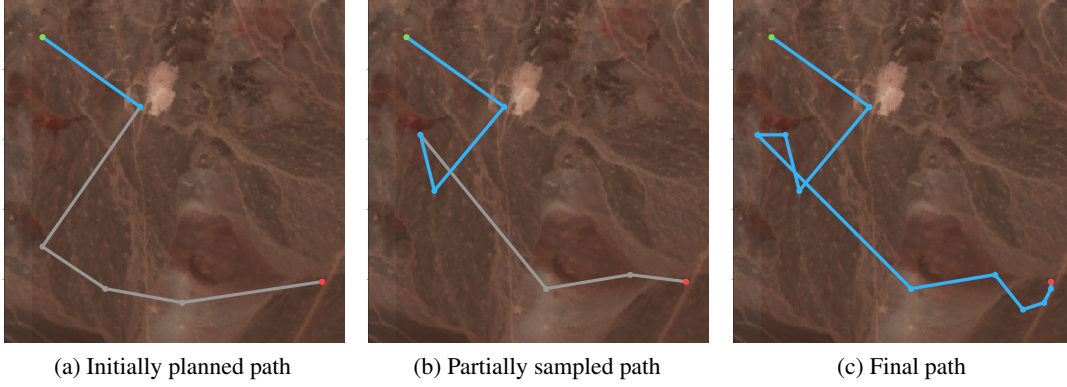 (a) Initially planned path
(b) Partially sampled path
(c) Final path